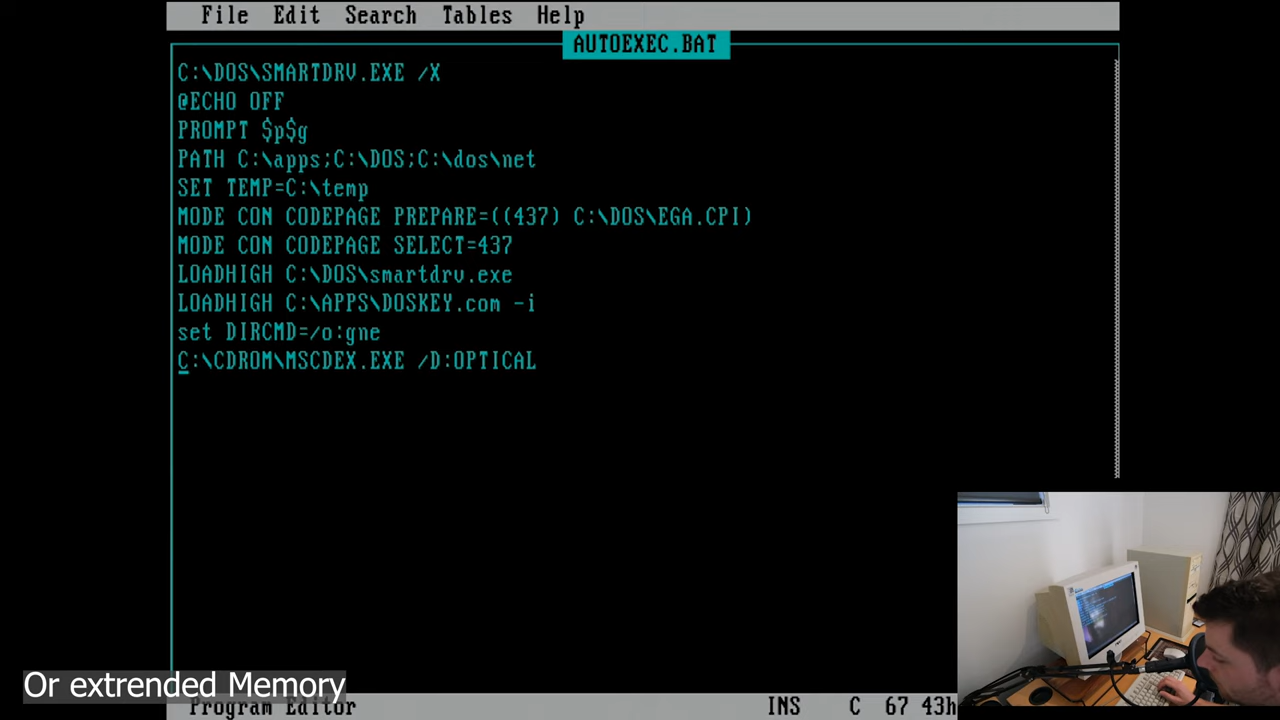 File Edit Search Tables Help
AUTOEXEC.BAT
C:\DOS\SMARTDRV.EXE /X
@ECHO OFF
PROMPT $p$g
PATH C:\apps;C:\DOS;C:\dos\net
SET TEMP=C:\temp
MODE CON CODEPAGE PREPARE=((437) C:\DOS\EGA.CPI)
MODE CON CODEPAGE SELECT=437
LOADHIGH C:\DOS\smartdrv.exe
LOADHIGH C:\APPS\DOSKEY.com -i
set DIRCMD=/o:gne
C:\CDROM\MSCDEX.EXE /D:OPTICAL
Or extrended Memory
Program Editor INS C 67 43h